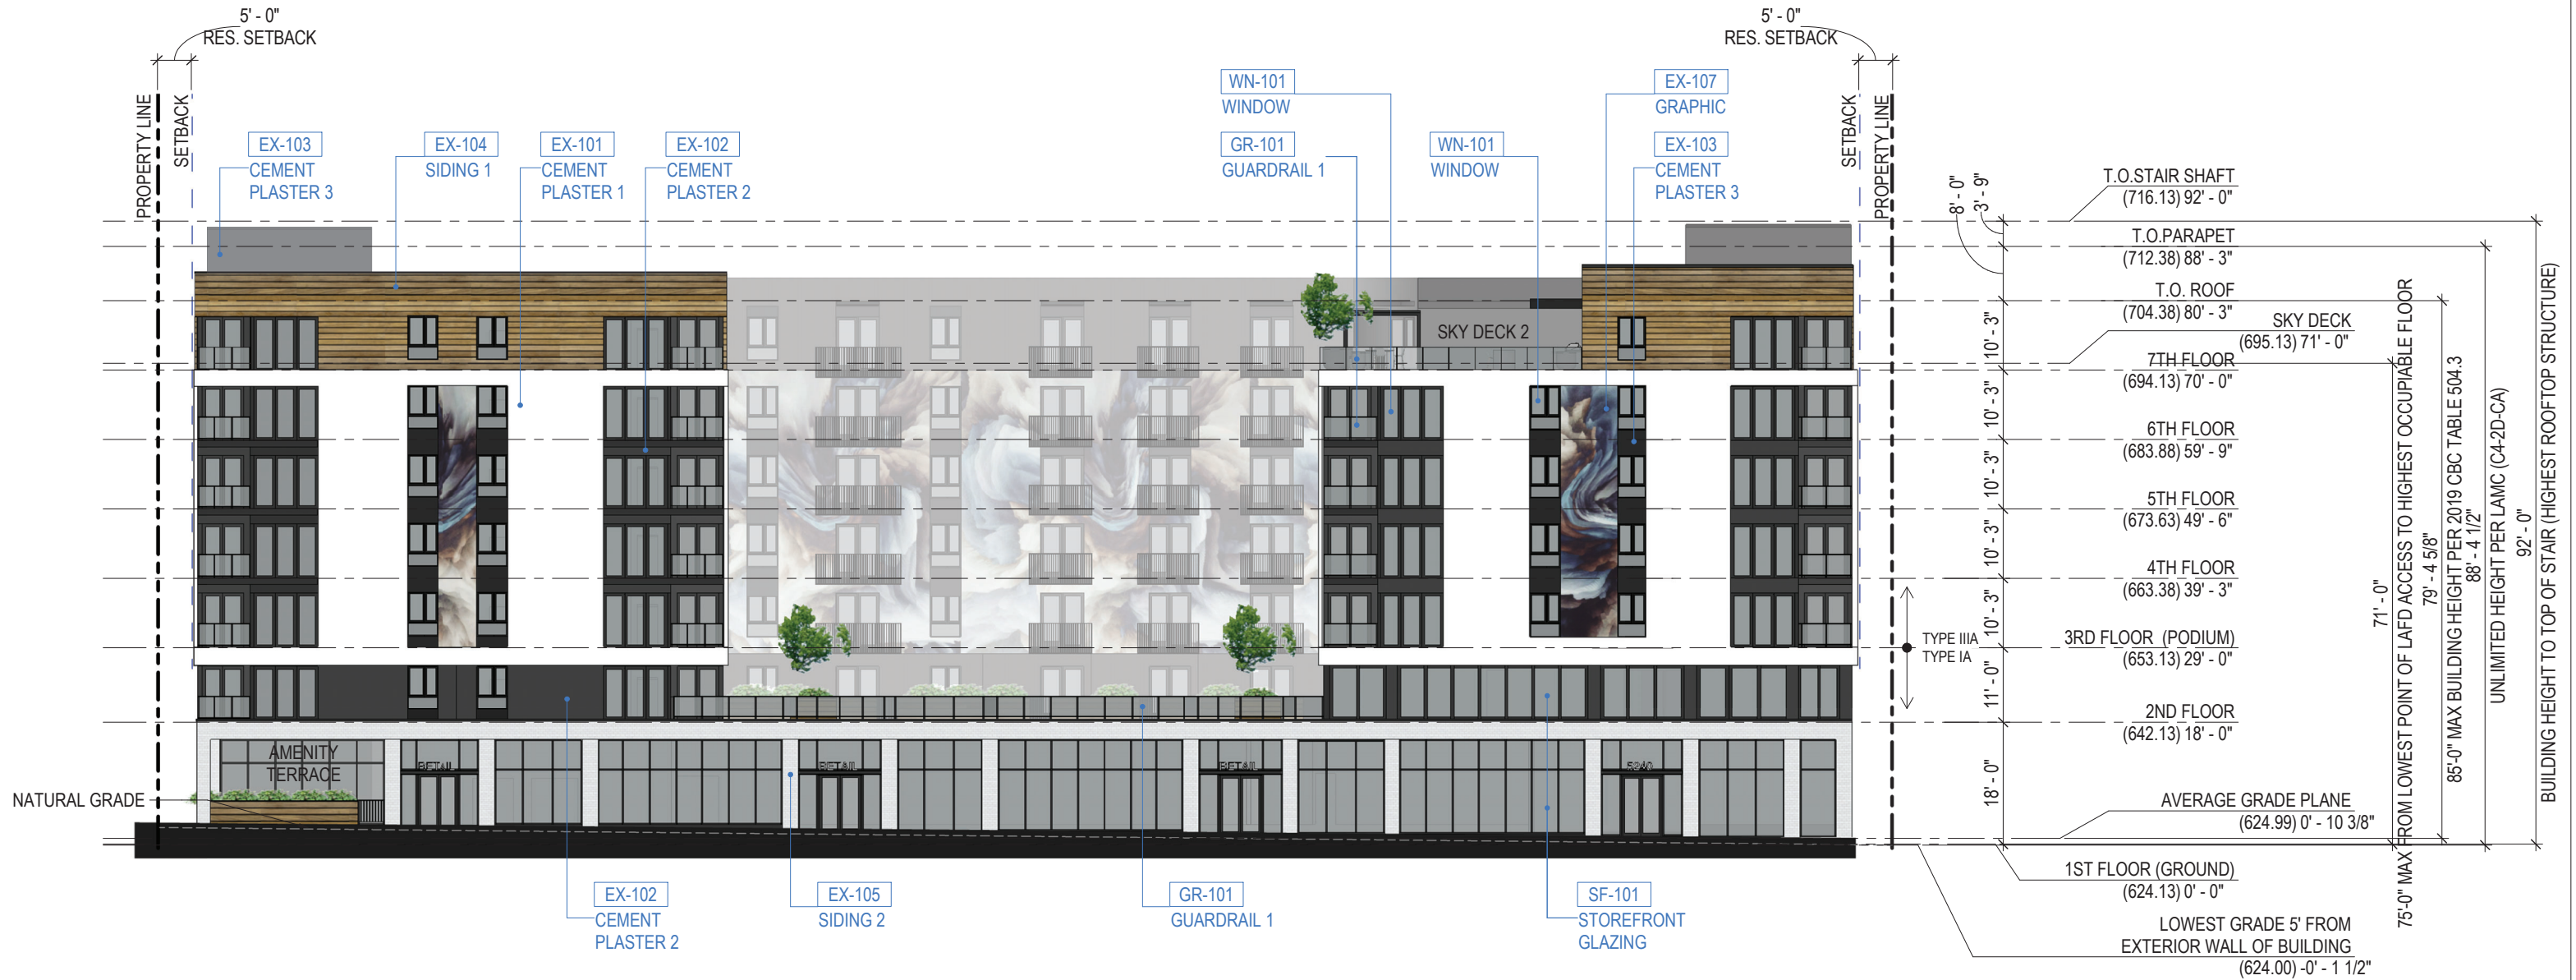 5' - 0"
RES. SETBACK
5' - 0"
RES. SETBACK
PROPERTY LINE
SETBACK
SETBACK
PROPERTY LINE
WN-101
WINDOW
EX-107
GRAPHIC
EX-103
CEMENT
PLASTER 3
EX-104
SIDING 1
EX-101
CEMENT
PLASTER 1
EX-102
CEMENT
PLASTER 2
GR-101
GUARDRAIL 1
WN-101
WINDOW
EX-103
CEMENT
PLASTER 3
8' - 0"
3' - 9"
T.O.STAIR SHAFT
(716.13) 92' - 0"
T.O.PARAPET
(712.38) 88' - 3"
T.O. ROOF
(704.38) 80' - 3"
SKY DECK
(695.13) 71' - 0"
7TH FLOOR
(694.13) 70' - 0"
6TH FLOOR
(683.88) 59' - 9"
5TH FLOOR
(673.63) 49' - 6"
4TH FLOOR
(663.38) 39' - 3"
3RD FLOOR (PODIUM)
(653.13) 29' - 0"
2ND FLOOR
(642.13) 18' - 0"
AVERAGE GRADE PLANE
(624.99) 0' - 10 3/8"
1ST FLOOR (GROUND)
(624.13) 0' - 0"
LOWEST GRADE 5' FROM
EXTERIOR WALL OF BUILDING
(624.00) -0' - 1 1/2"
10' - 3"
10' - 3"
10' - 3"
10' - 3"
10' - 3"
11' - 0"
18' - 0"
TYPE IIIA
TYPE IA
71' - 0"
75'-0" MAX FROM LOWEST POINT OF LAFD ACCESS TO HIGHEST OCCUPIABLE FLOOR
79' - 4 5/8"
85'-0" MAX BUILDING HEIGHT PER 2019 CBC TABLE 504.3
88' - 4 1/2"
UNLIMITED HEIGHT PER LAMC (C4-2D-CA)
92' - 0"
BUILDING HEIGHT TO TOP OF STAIR (HIGHEST ROOFTOP STRUCTURE)
SKY DECK 2
AMENITY
TERRACE
RETAIL
RETAIL
RETAIL
5240
NATURAL GRADE
EX-102
CEMENT
PLASTER 2
EX-105
SIDING 2
GR-101
GUARDRAIL 1
SF-101
STOREFRONT
GLAZING